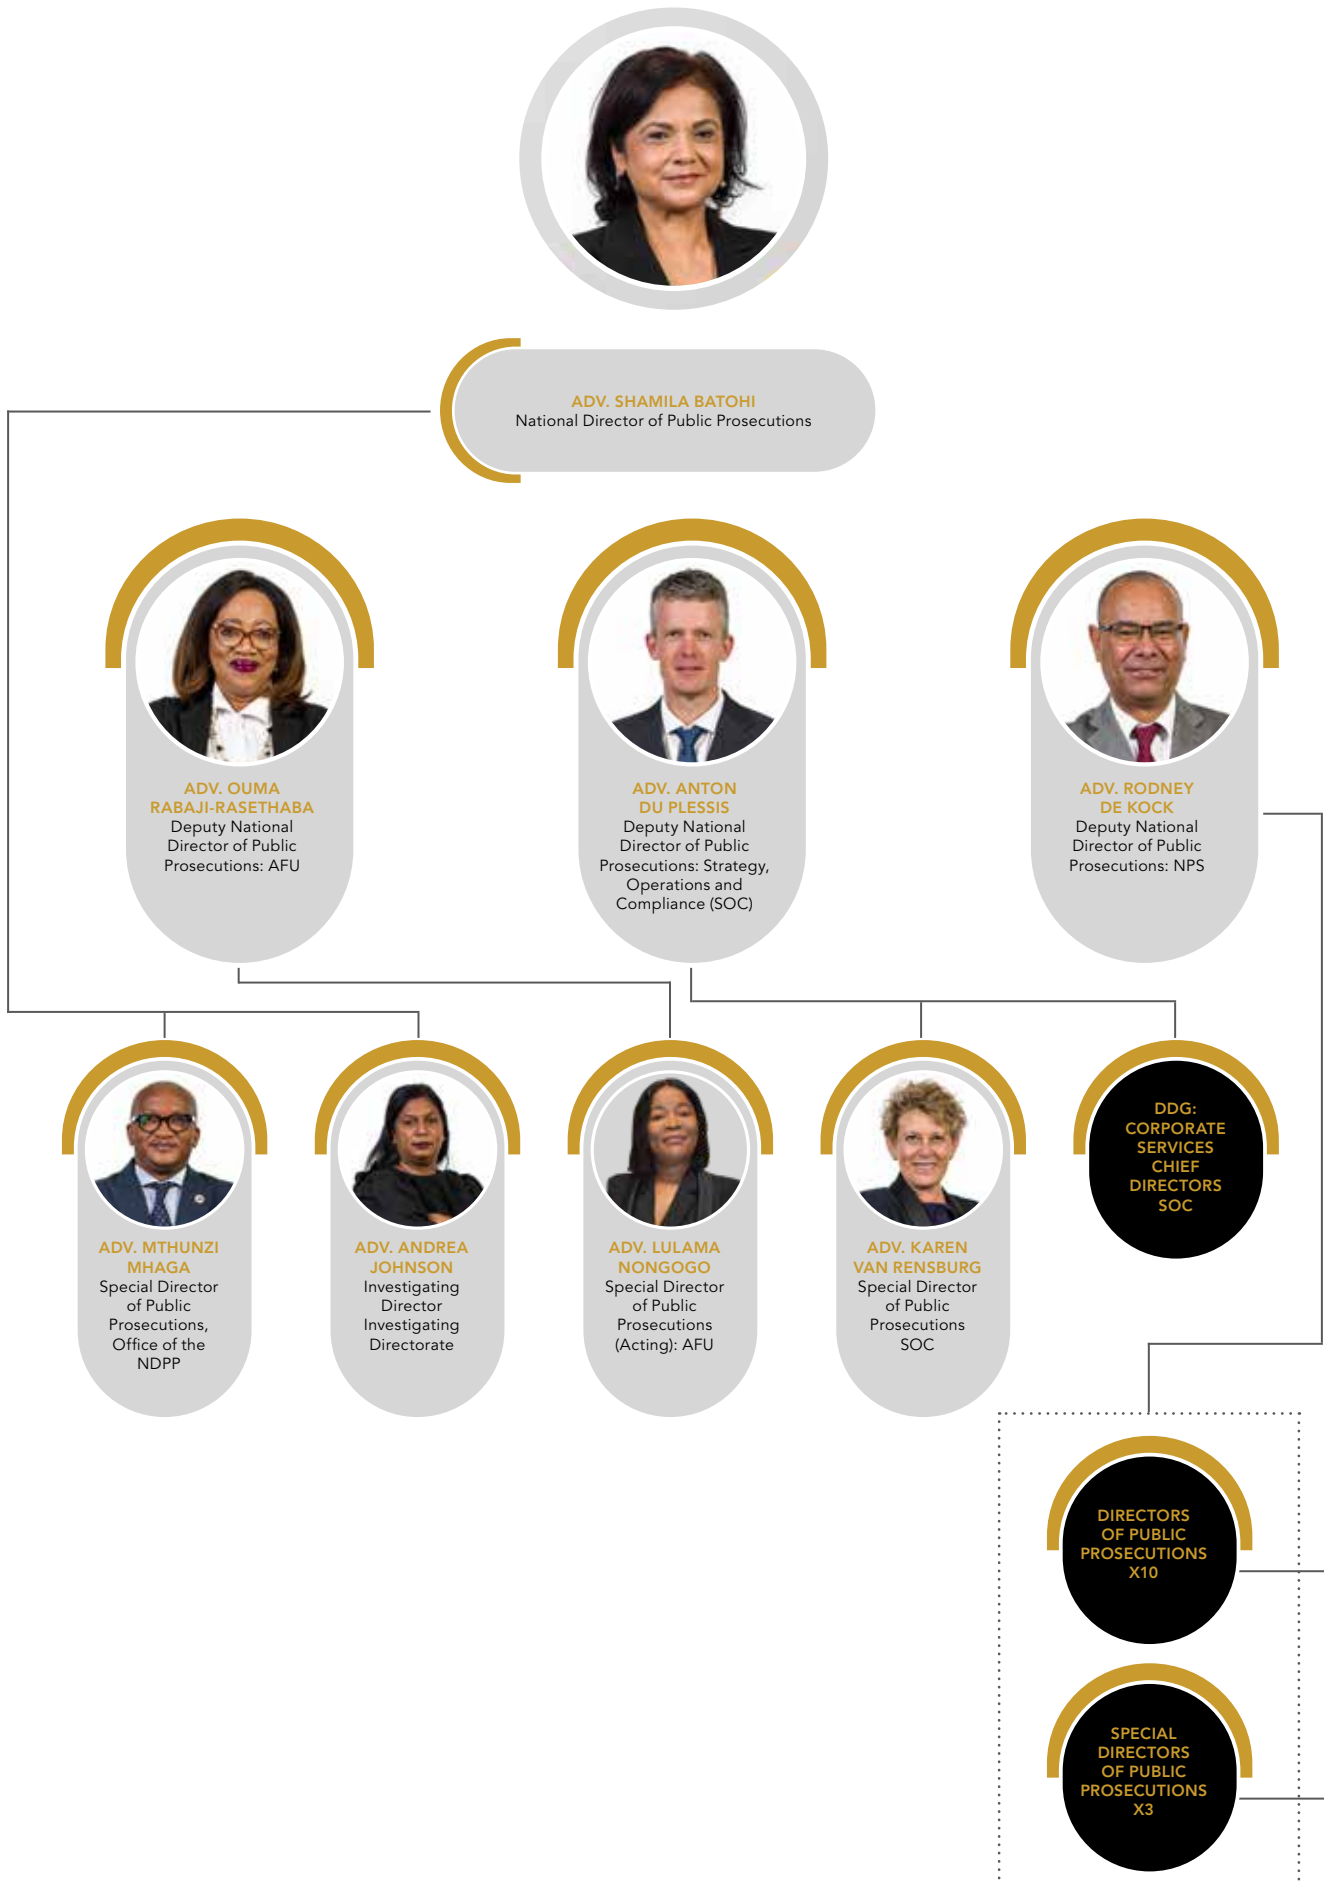 ADV. SHAMILA BATOHI
National Director of Public Prosecutions
ADV. OUMA
RABAJI-RASETHABA
Deputy National
Director of Public
Prosecutions: AFU
ADV. ANTON
DU PLESSIS
Deputy National
Director of Public
Prosecutions: Strategy,
Operations and
Compliance (SOC)
ADV. RODNEY
DE KOCK
Deputy National
Director of Public
Prosecutions: NPS
ADV. MTHUNZI
MHAGA
Special Director
of Public
Prosecutions,
Office of the
NDPP
ADV. ANDREA
JOHNSON
Investigating
Director
Investigating
Directorate
ADV. LULAMA
NONGOGO
Special Director
of Public
Prosecutions
(Acting): AFU
ADV. KAREN
VAN RENSBURG
Special Director
of Public
Prosecutions
SOC
DDG:
CORPORATE
SERVICES
CHIEF
DIRECTORS
SOC
DIRECTORS
OF PUBLIC
PROSECUTIONS
X10
SPECIAL
DIRECTORS
OF PUBLIC
PROSECUTIONS
X3